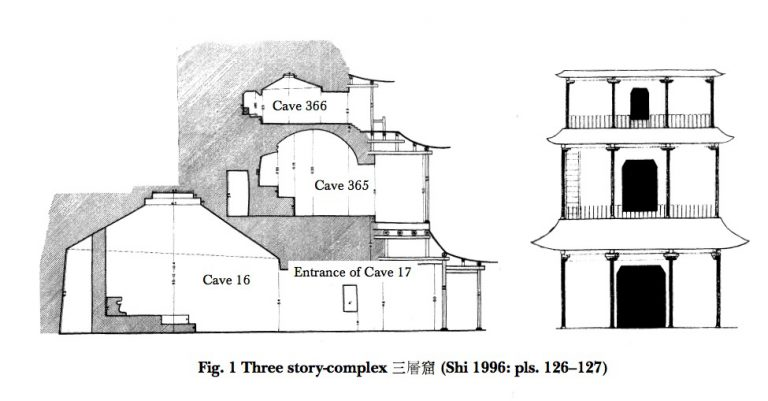 Cave 366
Cave 365
Cave 16
Entrance of Cave 17
Fig. 1 Three story-complex 三層窟 (Shi 1996: pls. 126–127)